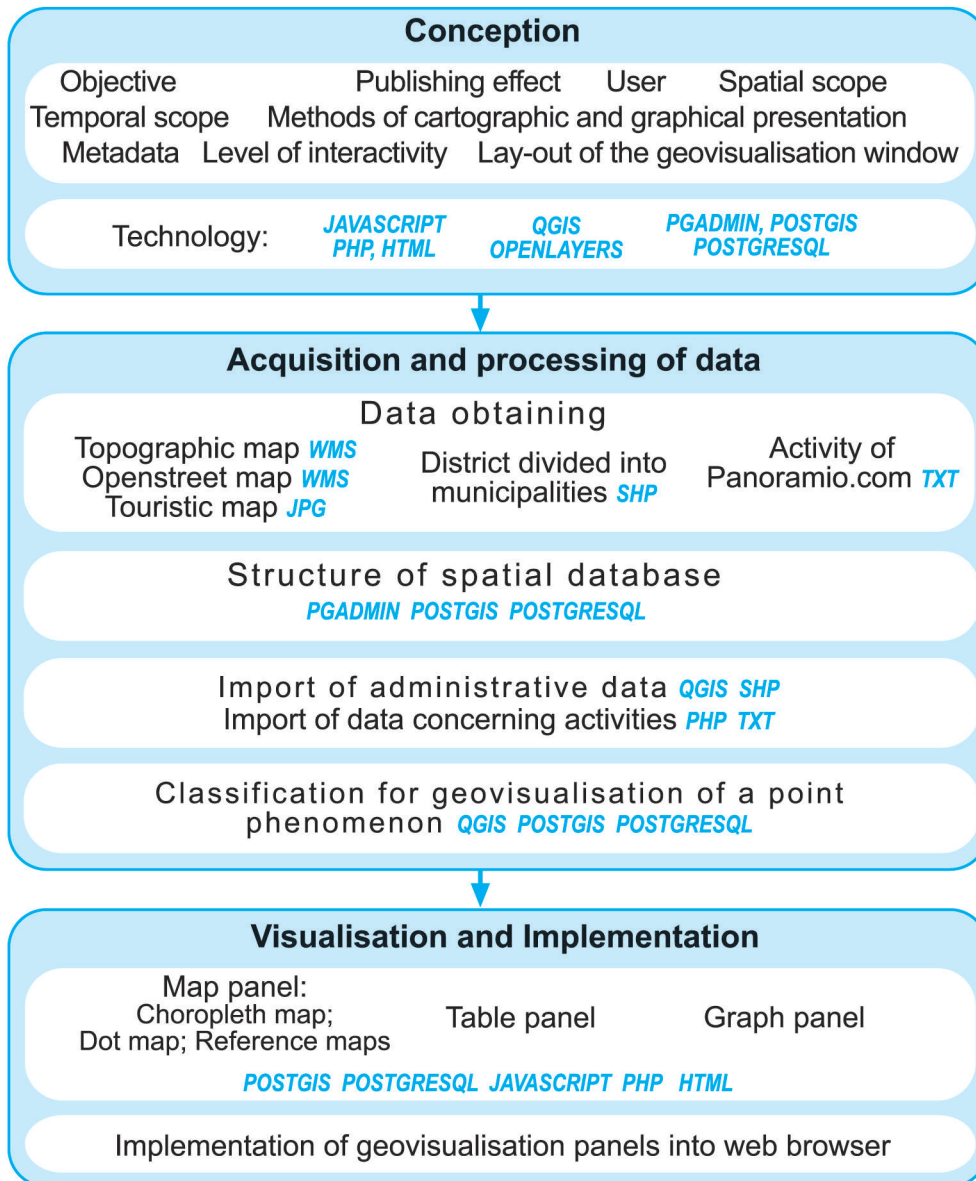 Conception
Objective Publishing effect User Spatial scope
Temporal scope Methods of cartographic and graphical presentation
Metadata Level of interactivity Lay-out of the geovisualisation window
Technology:
JAVASCRIPT
PHP, HTML
QGIS
OPENLAYERS
PGADMIN, POSTGIS
POSTGRESQL
Acquisition and processing of data
Data obtaining
Topographic map WMS
Openstreet map WMS
Touristic map JPG
District divided into
municipalities SHP
Activity of
Panoramio.com TXT
Structure of spatial database
PGADMIN POSTGIS POSTGRESQL
Import of administrative data QGIS SHP
Import of data concerning activities PHP TXT
Classification for geovisualisation of a point
phenomenon QGIS POSTGIS POSTGRESQL
Visualisation and Implementation
Map panel:
Choropleth map;
Dot map; Reference maps
Table panel
Graph panel
POSTGIS POSTGRESQL JAVASCRIPT PHP HTML
Implementation of geovisualisation panels into web browser